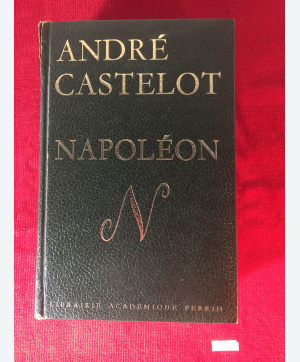 ANDRÉ
CASTELOT
NAPOLÉON
N
LIBRAIRIE ACADÉMIQUE PERRIN